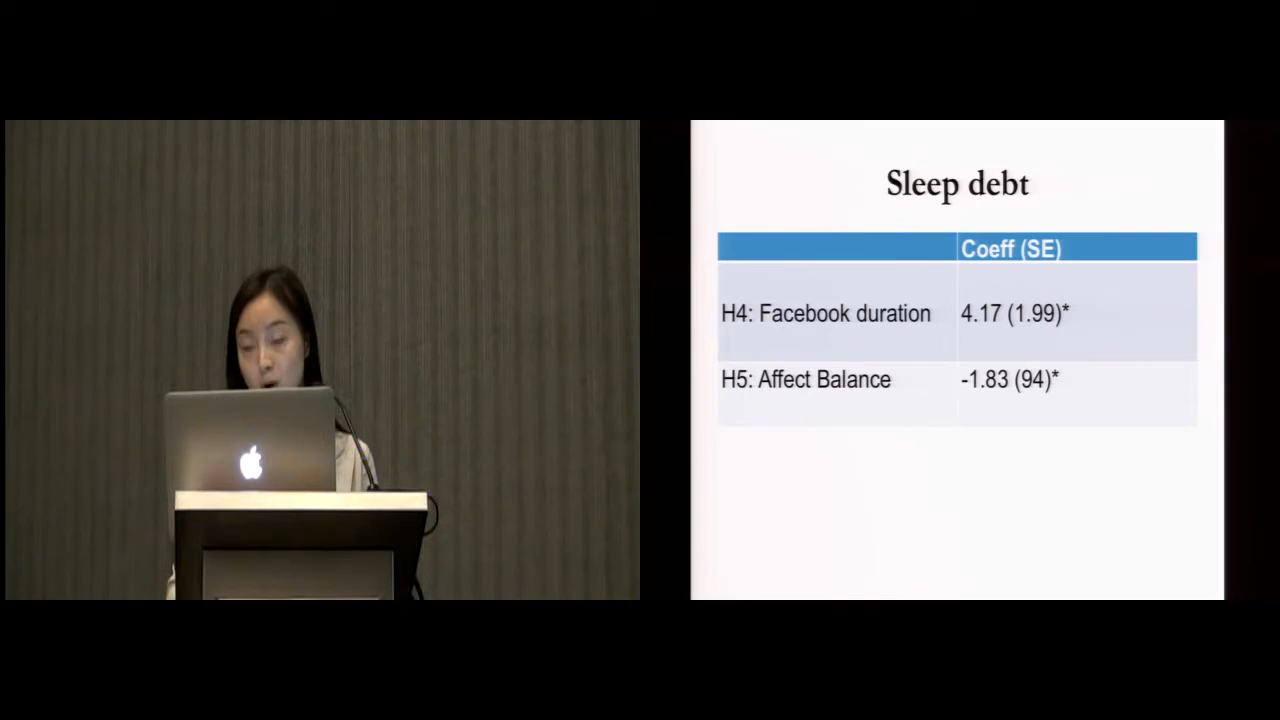 Sleep debt
Coeff (SE)
H4: Facebook duration 4.17 (1.99)*
H5: Affect Balance -1.83 (94)*